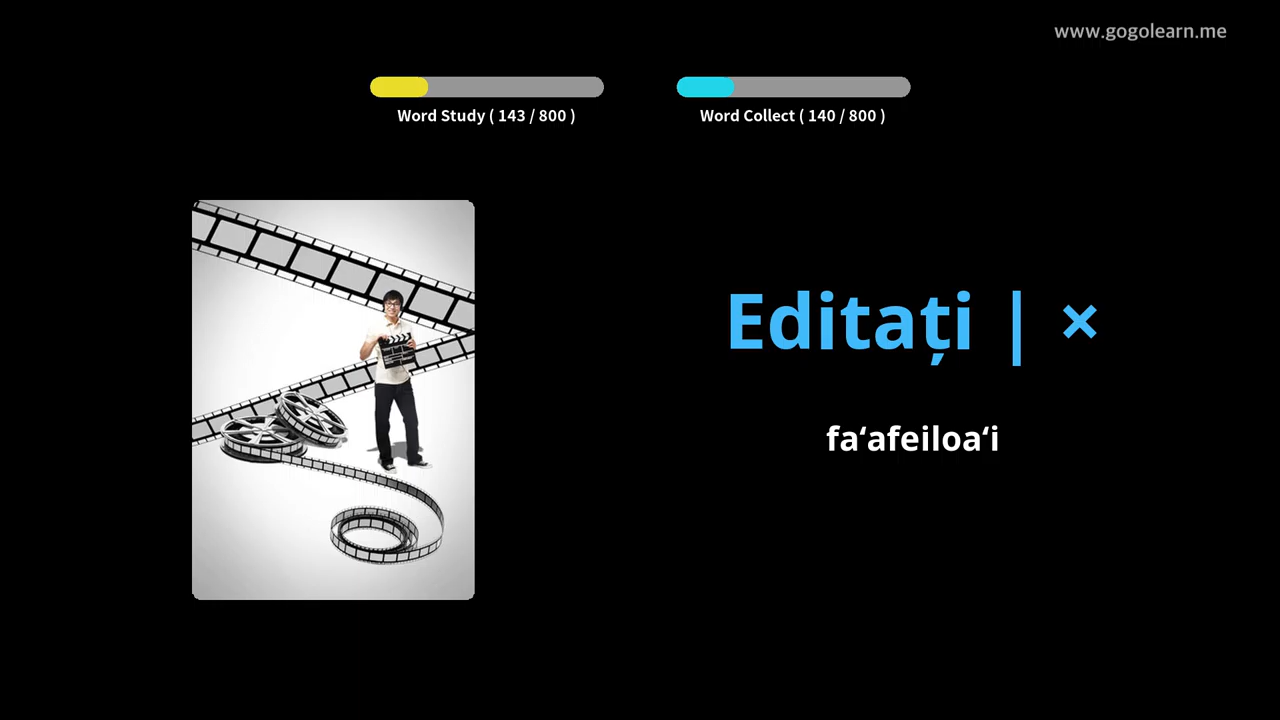 www.gogolearn.me
Word Study ( 143 / 800 )
Word Collect ( 140 / 800 )
Editați | ×
fa‘afeiloa‘i